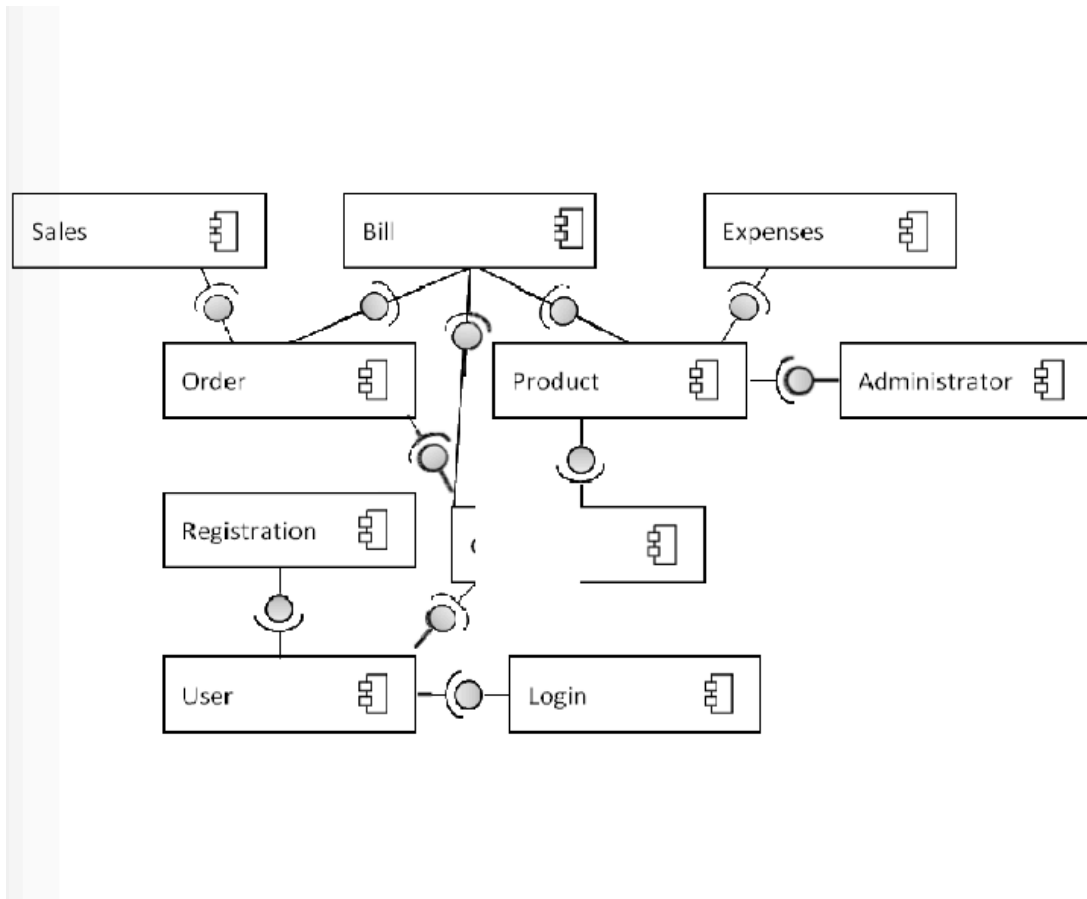 Sales
Bill
Expenses
Order
Product
Administrator
Registration
User
Login